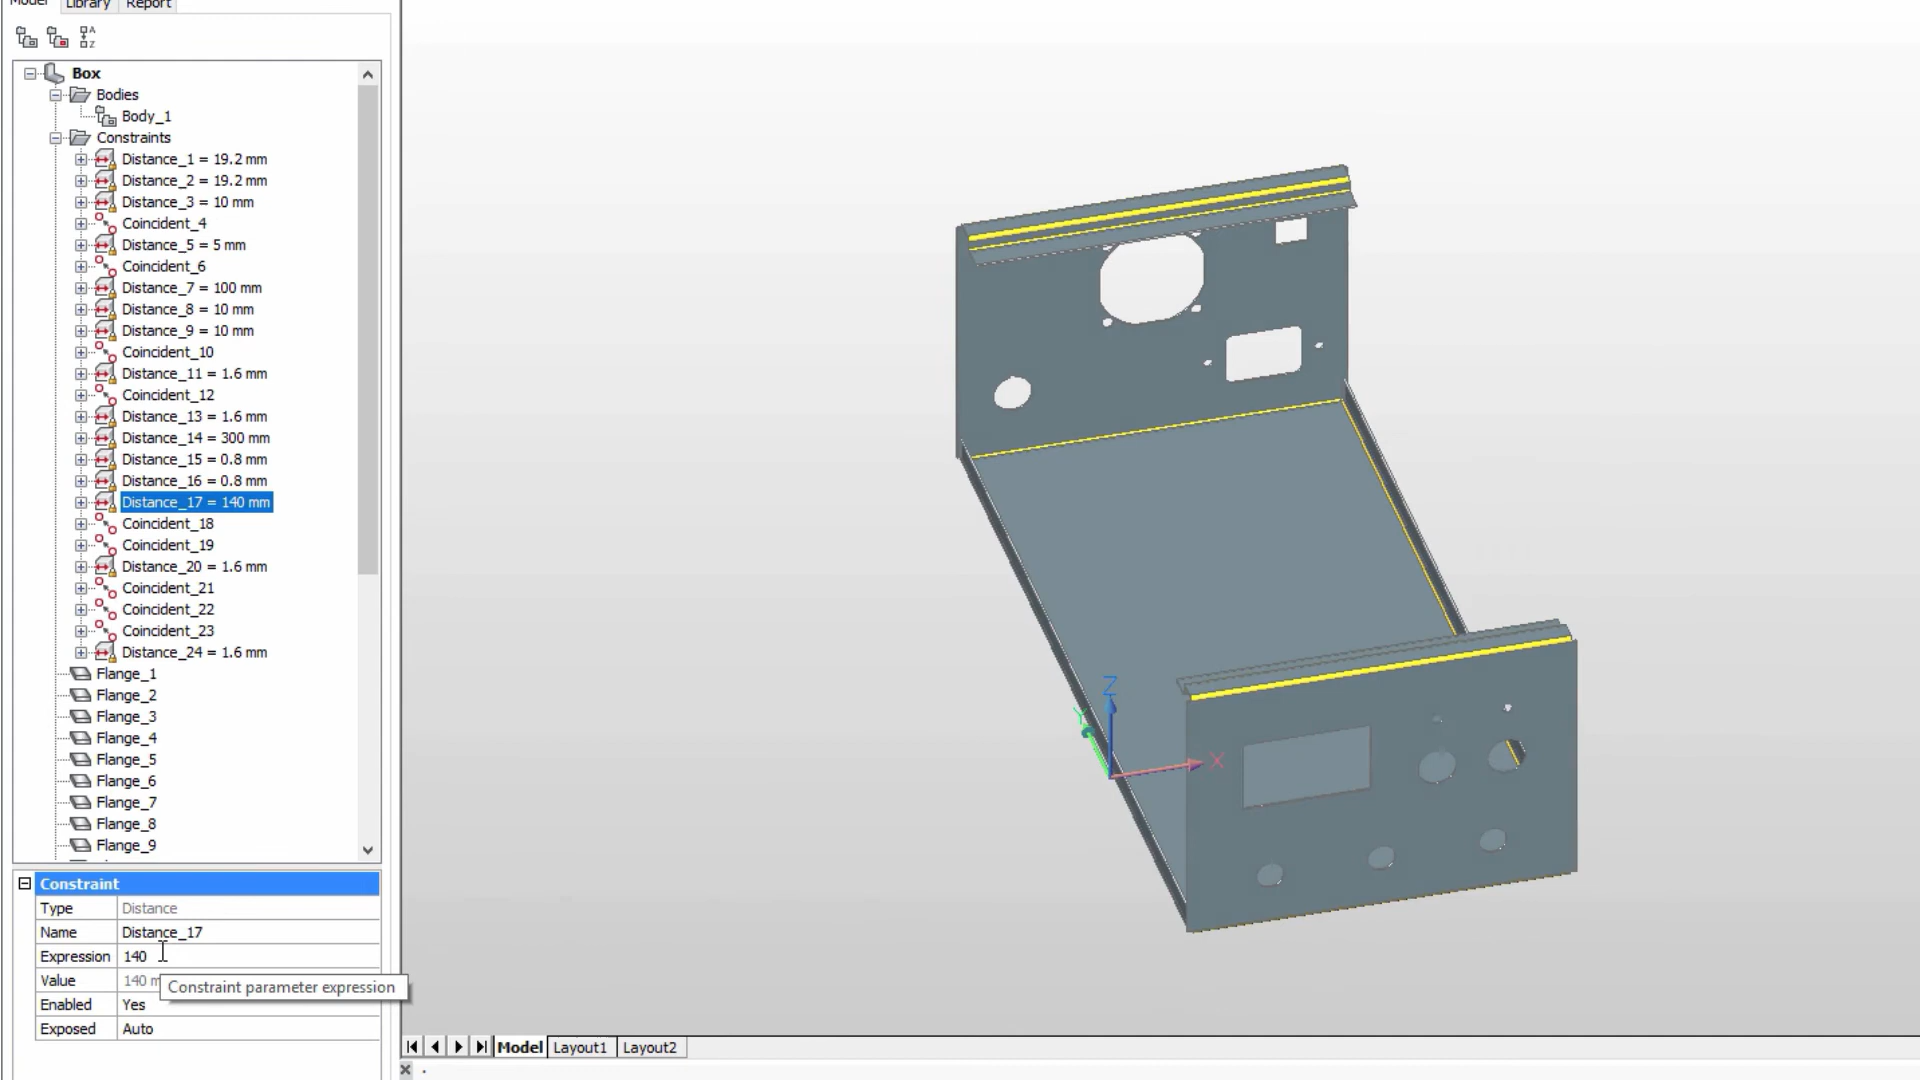 Model Library Report
Box
Bodies
Body_1
Constraints
Distance_1 = 19.2 mm
Distance_2 = 19.2 mm
Distance_3 = 10 mm
Coincident_4
Distance_5 = 5 mm
Coincident_6
Distance_7 = 100 mm
Distance_8 = 10 mm
Distance_9 = 10 mm
Coincident_10
Distance_11 = 1.6 mm
Coincident_12
Distance_13 = 1.6 mm
Distance_14 = 300 mm
Distance_15 = 0.8 mm
Distance_16 = 0.8 mm
Distance_17 = 140 mm
Coincident_18
Coincident_19
Distance_20 = 1.6 mm
Coincident_21
Coincident_22
Coincident_23
Distance_24 = 1.6 mm
Flange_1
Flange_2
Flange_3
Flange_4
Flange_5
Flange_6
Flange_7
Flange_8
Flange_9
Constraint
Type Distance
Name Distance_17
Expression 140
Value 140 m
Constraint parameter expression
Enabled Yes
Exposed Auto
Z
Y
X
Model Layout1 Layout2